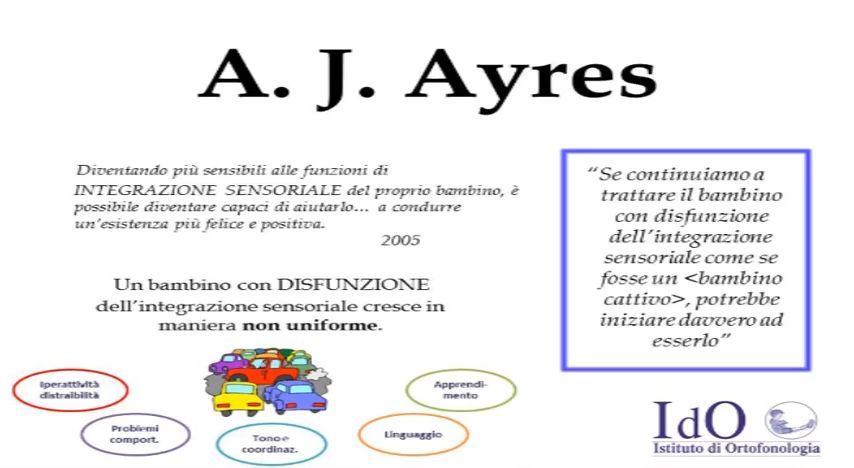 A. J. Ayres
Diventando più sensibili alle funzioni di
INTEGRAZIONE SENSORIALE del proprio bambino, è
possibile diventare capaci di aiutarlo... a condurre
un'esistenza più felice e positiva.
2005
Un bambino con DISFUNZIONE
dell'integrazione sensoriale cresce in
maniera non uniforme.
"Se continuiamo a
trattare il bambino
con disfunzione
dell'integrazione
sensoriale come se
fosse un <bambino
cattivo>, potrebbe
iniziare davvero ad
esserlo"
Iperattività
distraibilità
Problemi
comport.
Tono e
coordinaz.
Linguaggio
Apprendi-
mento
IdO
Istituto di Ortofonologia